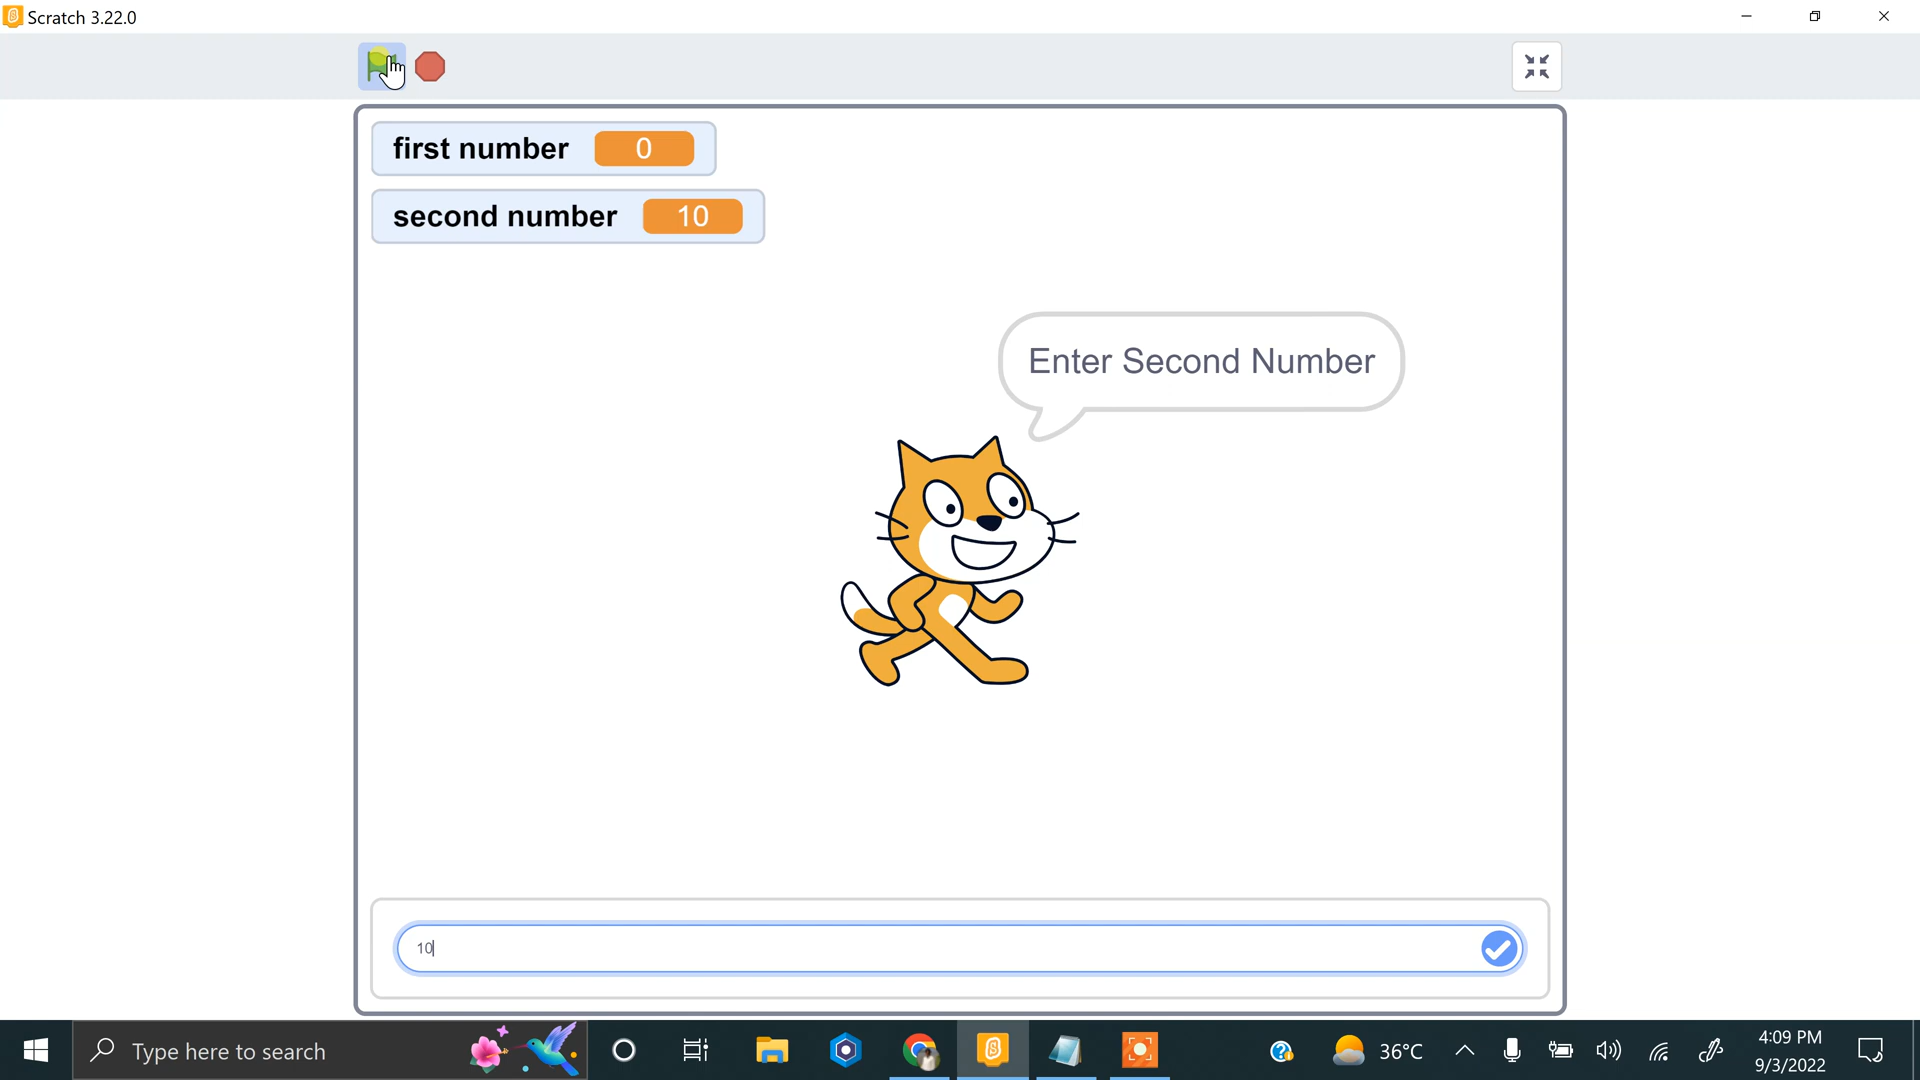 Scratch 3.22.0
first number 0
second number 10
Enter Second Number
10
Type here to search
36°C
4:09 PM
9/3/2022